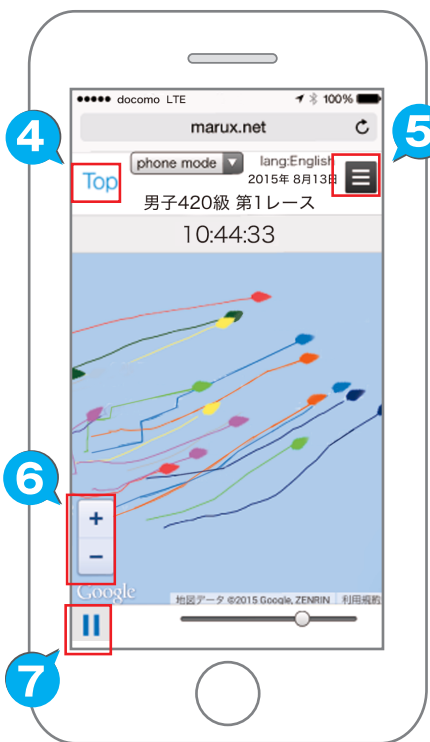 docomo LTE 100%
marux.net
4
5
phone mode
lang:English
Top
2015年 8月13日
男子420級 第1レース
10:44:33
6
+
−
Google
地図データ ©2015 Google, ZENRIN 利用規約
7